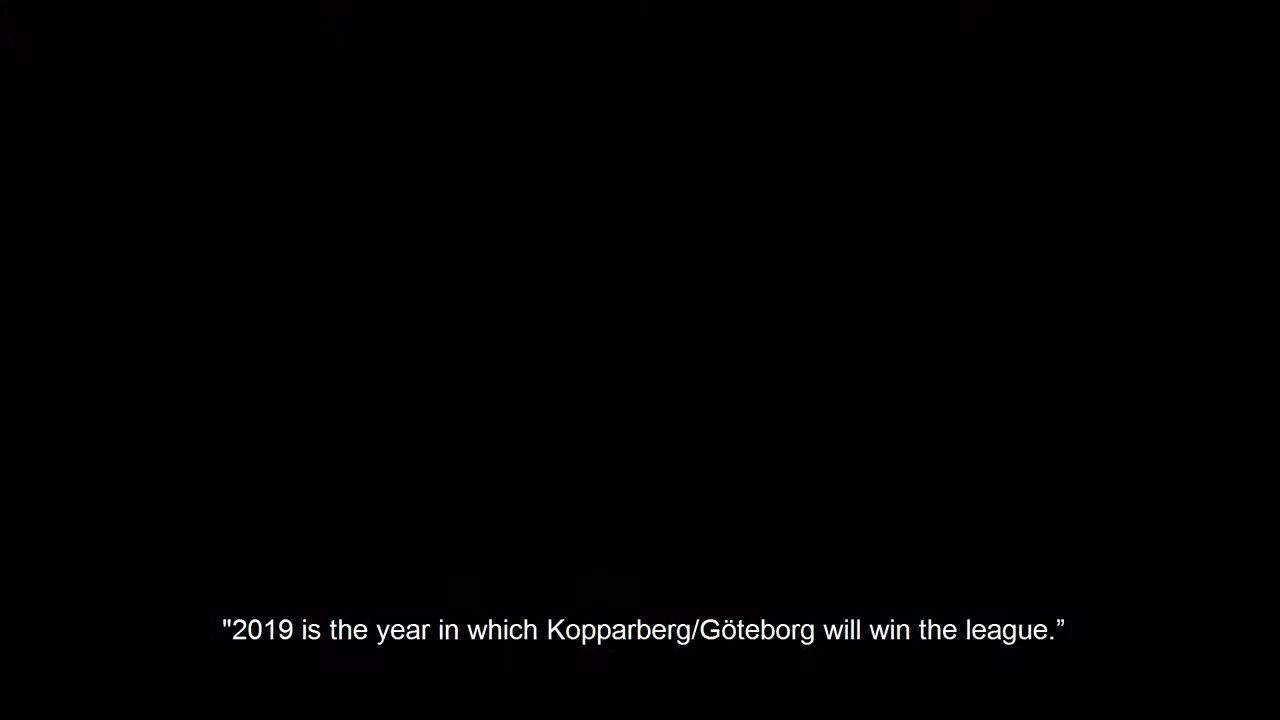 "2019 is the year in which Kopparberg/Göteborg will win the league.”